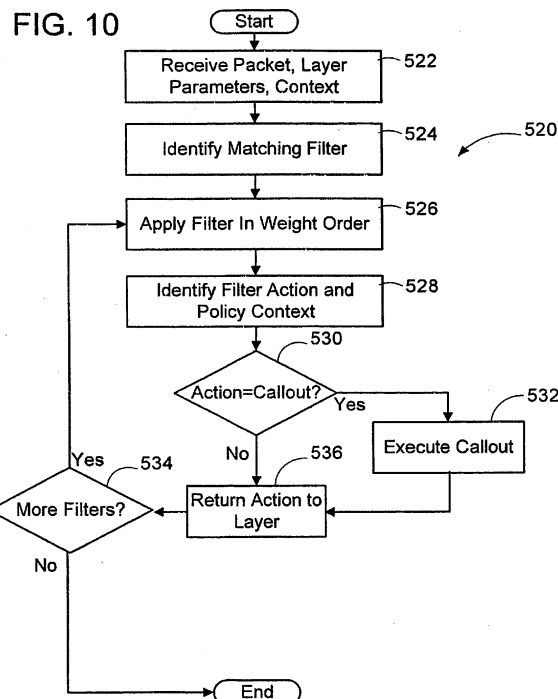 FIG. 10
Start
Receive Packet, Layer
Parameters, Context
522
Identify Matching Filter
524
520
Apply Filter In Weight Order
526
Identify Filter Action and
Policy Context
528
530
Action=Callout?
Yes
532
Execute Callout
No
536
Return Action to
Layer
Yes
534
More Filters?
No
End